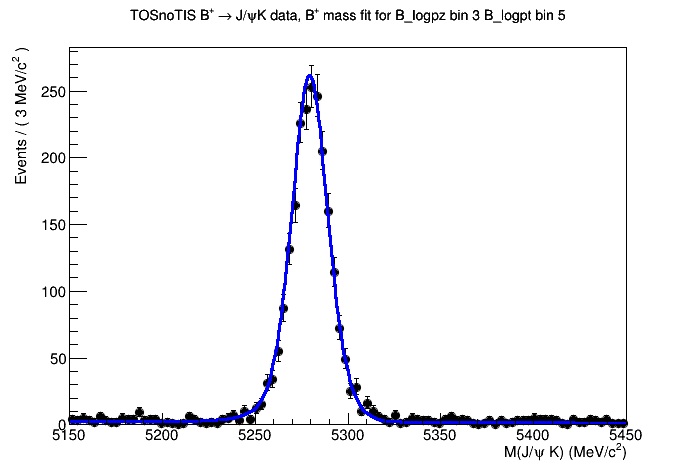 TOSnoTIS B⁺ → J/ψK data, B⁺ mass fit for B_logpz bin 3 B_logpt bin 5
Events / ( 3 MeV/c² )
250
200
150
100
50
0
5150 5200 5250 5300 5350 5400 5450
M(J/ψ K) (MeV/c²)